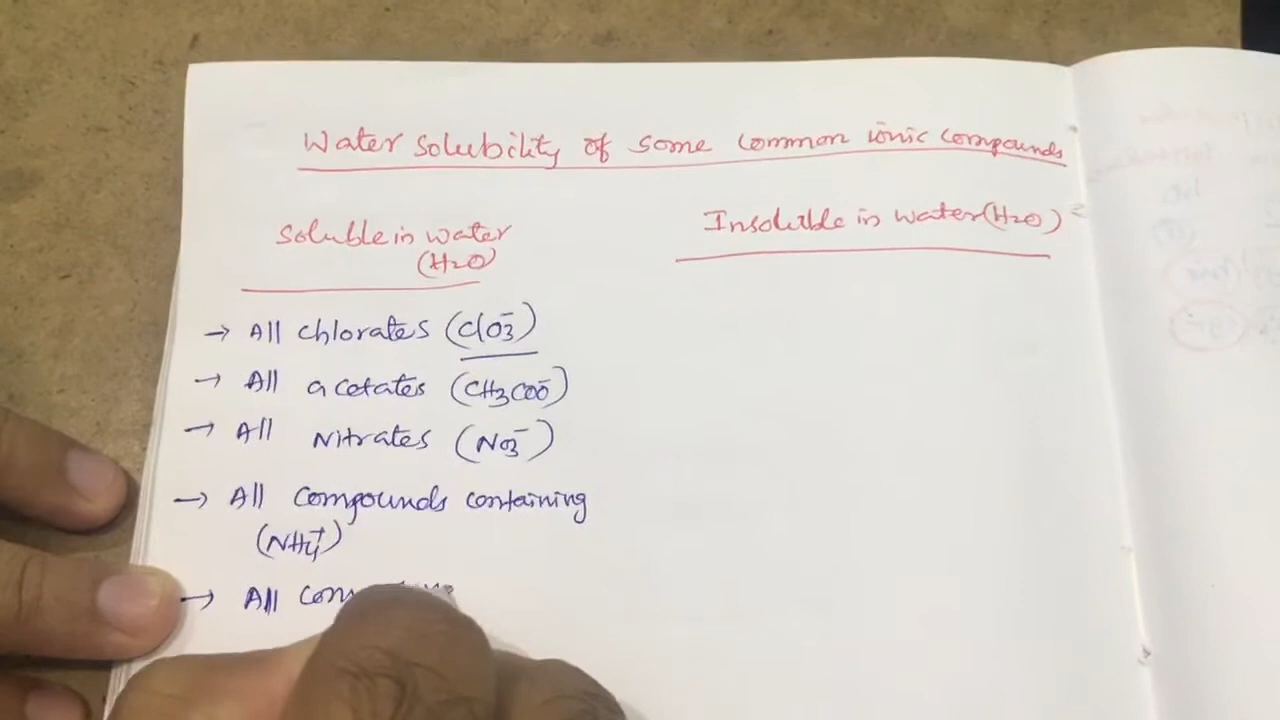 Water solubility of some common ionic compounds
Soluble in water
(H2O)
Insoluble in water (H2O)
→ All chlorates (ClO3⁻)
→ All acetates (CH3COO⁻)
→ All Nitrates (NO3⁻)
→ All compounds containing
(NH4⁺)
→ All